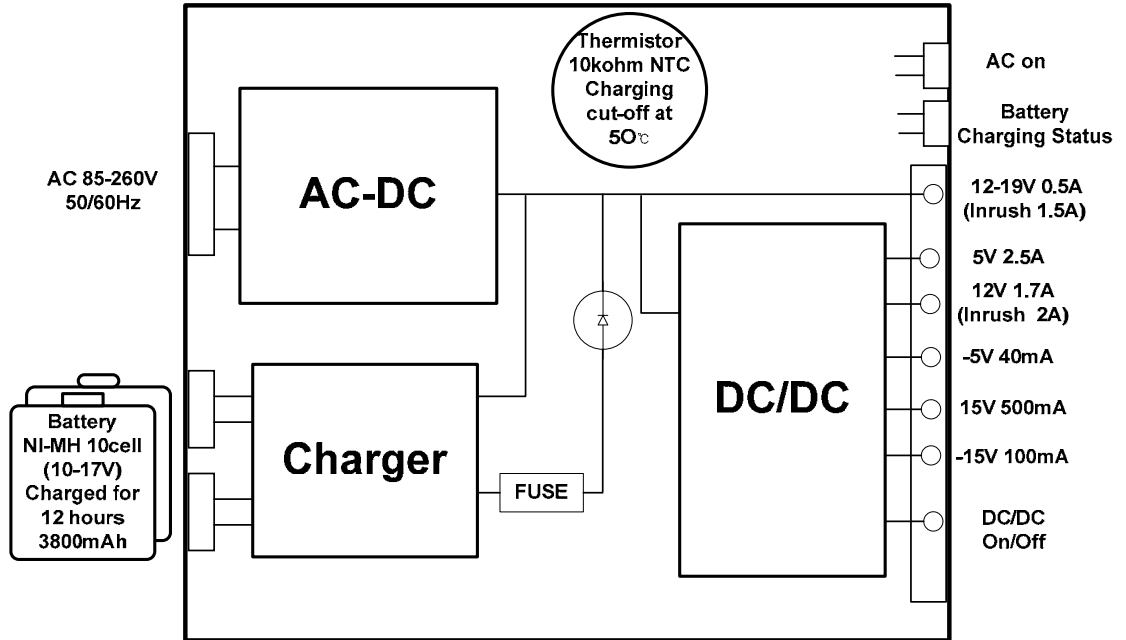 Thermistor
10kohm NTC
Charging
cut-off at
50℃
AC on
Battery
Charging Status
AC 85-260V
50/60Hz
AC-DC
12-19V 0.5A
(Inrush 1.5A)
5V 2.5A
12V 1.7A
(Inrush 2A)
-5V 40mA
15V 500mA
-15V 100mA
DC/DC
On/Off
DC/DC
Charger
FUSE
Battery
NI-MH 10cell
(10-17V)
Charged for
12 hours
3800mAh